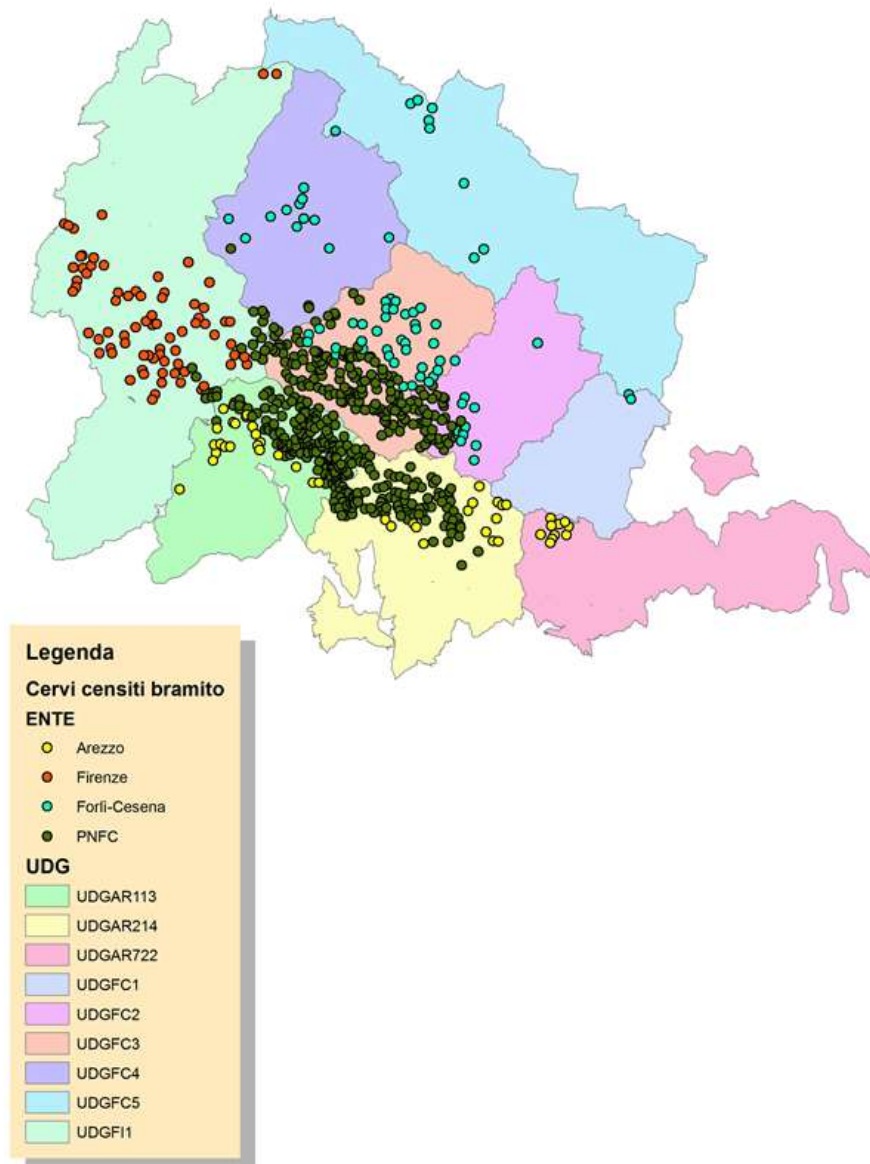 Legenda
Cervi censiti bramito
ENTE
Arezzo
Firenze
Forlì-Cesena
PNFC
UDG
UDGAR113
UDGAR214
UDGAR722
UDGFC1
UDGFC2
UDGFC3
UDGFC4
UDGFC5
UDGFI1